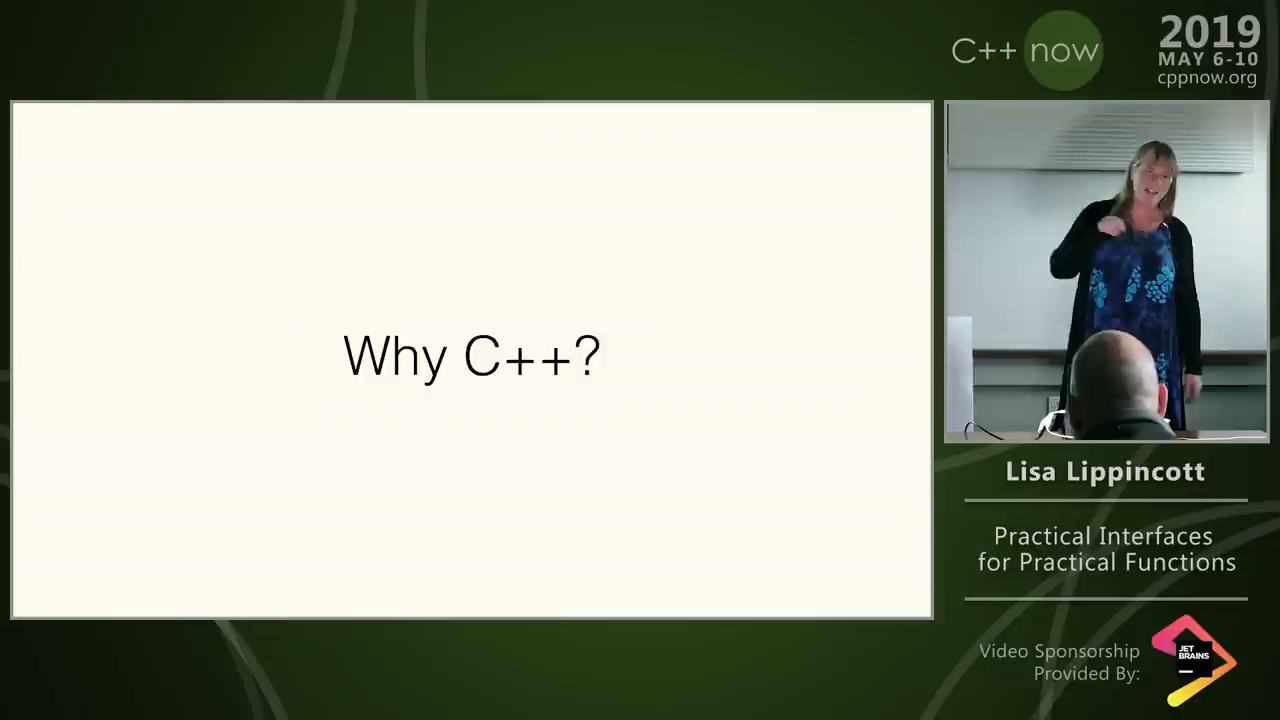 C++ now
2019
MAY 6-10
cppnow.org
Why C++?
Lisa Lippincott
Practical Interfaces
for Practical Functions
Video Sponsorship
Provided By:
JET
BRAINS